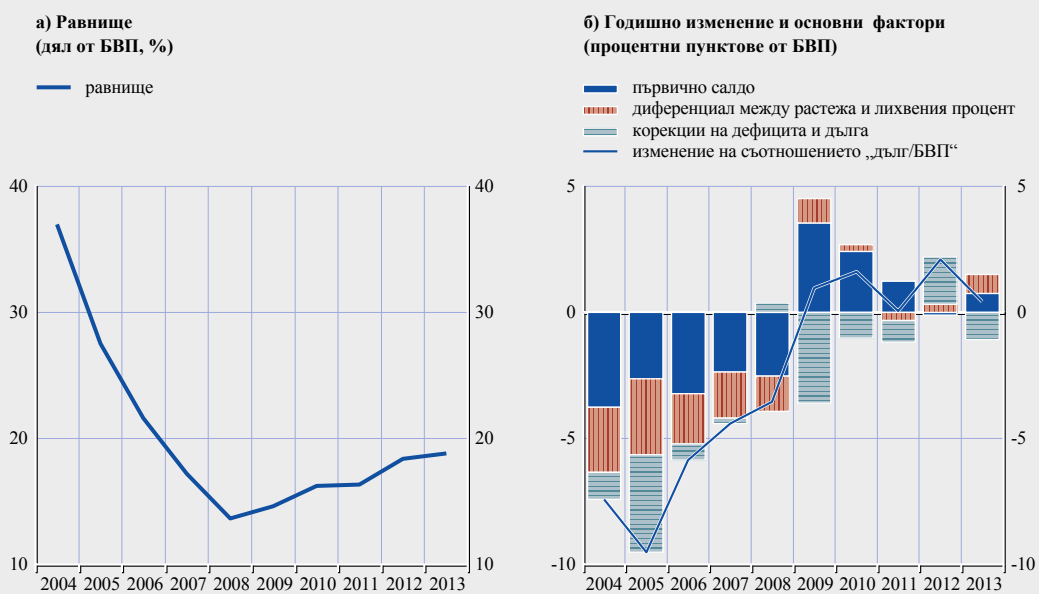 а) Равнище
(дял от БВП, %)
равнище
40
30
20
10
40
30
20
10
2004 2005 2006 2007 2008 2009 2010 2011 2012 2013
б) Годишно изменение и основни фактори
(процентни пунктове от БВП)
първично салдо
диференциал между растежа и лихвения процент
корекции на дефицита и дълга
изменение на съотношението „дълг/БВП“
5
0
-5
-10
5
0
-5
-10
2004 2005 2006 2007 2008 2009 2010 2011 2012 2013